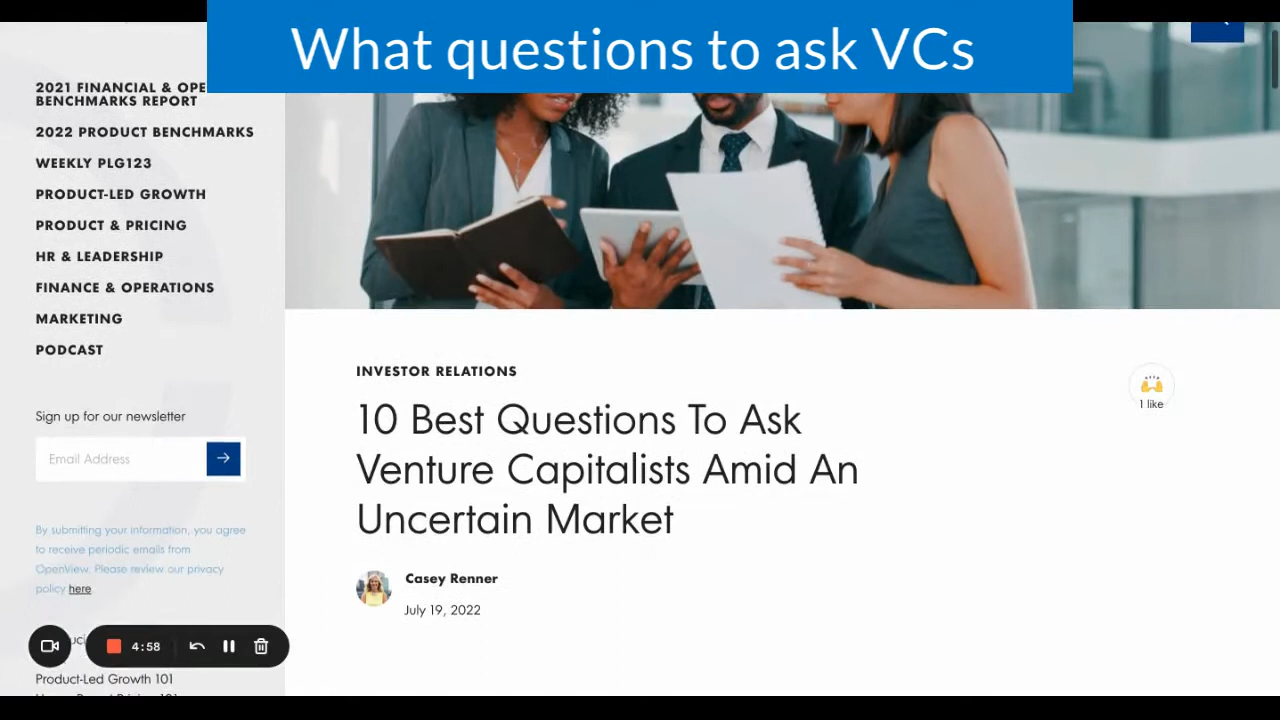 What questions to ask VCs
2021 FINANCIAL & OPE
BENCHMARKS REPORT
2022 PRODUCT BENCHMARKS
WEEKLY PLG123
PRODUCT-LED GROWTH
PRODUCT & PRICING
HR & LEADERSHIP
FINANCE & OPERATIONS
MARKETING
PODCAST
Sign up for our newsletter
Email Address
By submitting your information, you agree
to receive periodic emails from
OpenView. Please review our privacy
policy here.
4:58
Product-Led Growth 101
INVESTOR RELATIONS
1 like
10 Best Questions To Ask
Venture Capitalists Amid An
Uncertain Market
Casey Renner
July 19, 2022